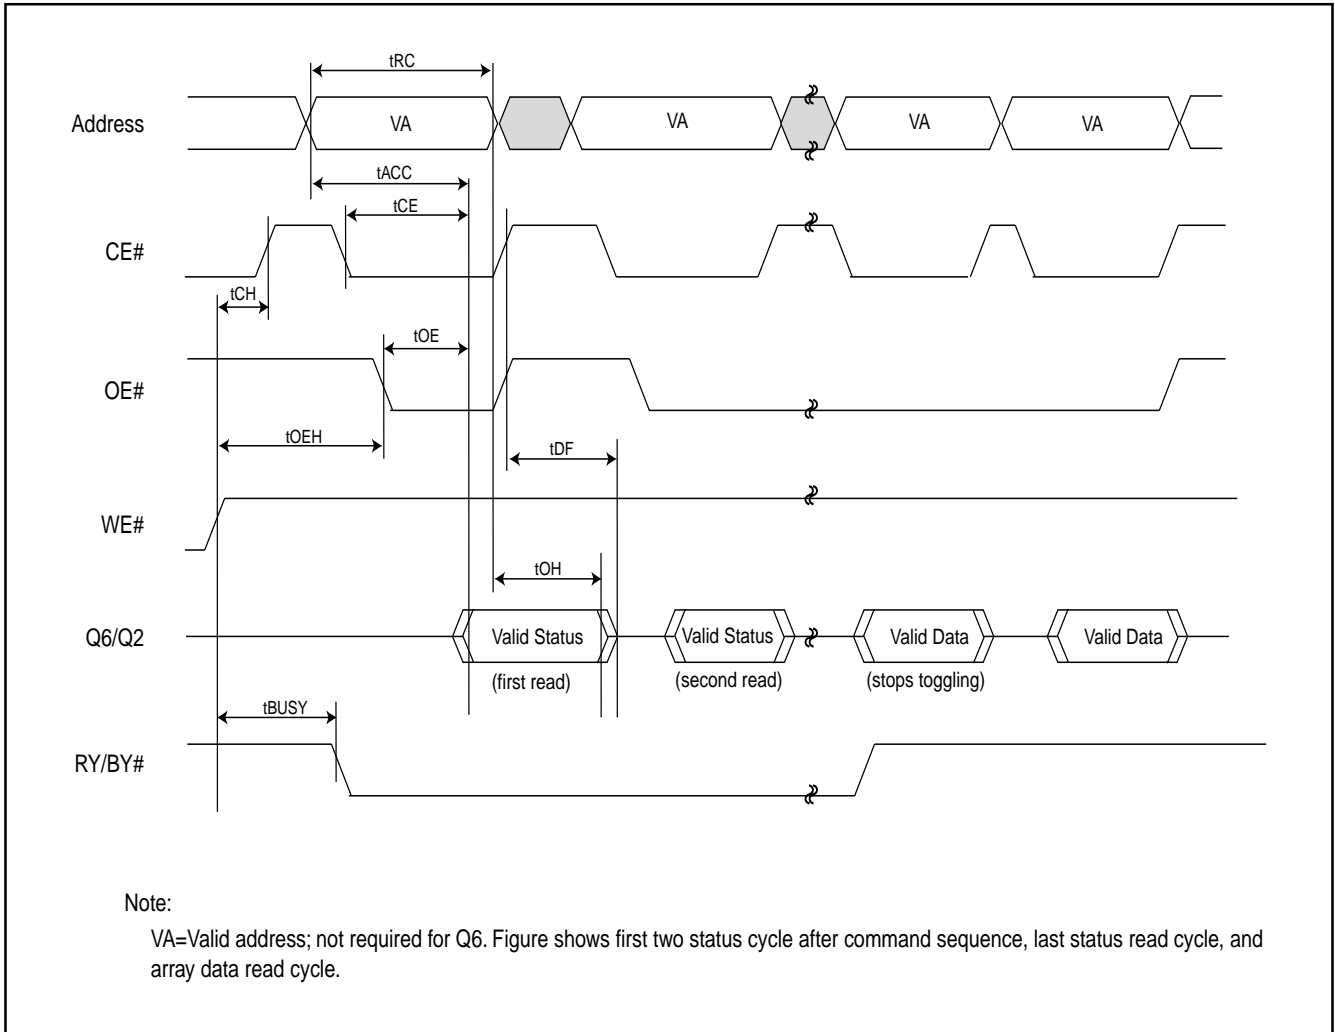 tRC
Address
VA
VA
VA
VA
tACC
tCE
CE#
tCH
tOE
OE#
tOEH
tDF
WE#
tOH
Q6/Q2
Valid Status
Valid Status
Valid Data
Valid Data
(first read)
(second read)
(stops toggling)
tBUSY
RY/BY#
Note:
VA=Valid address; not required for Q6. Figure shows first two status cycle after command sequence, last status read cycle, and
array data read cycle.